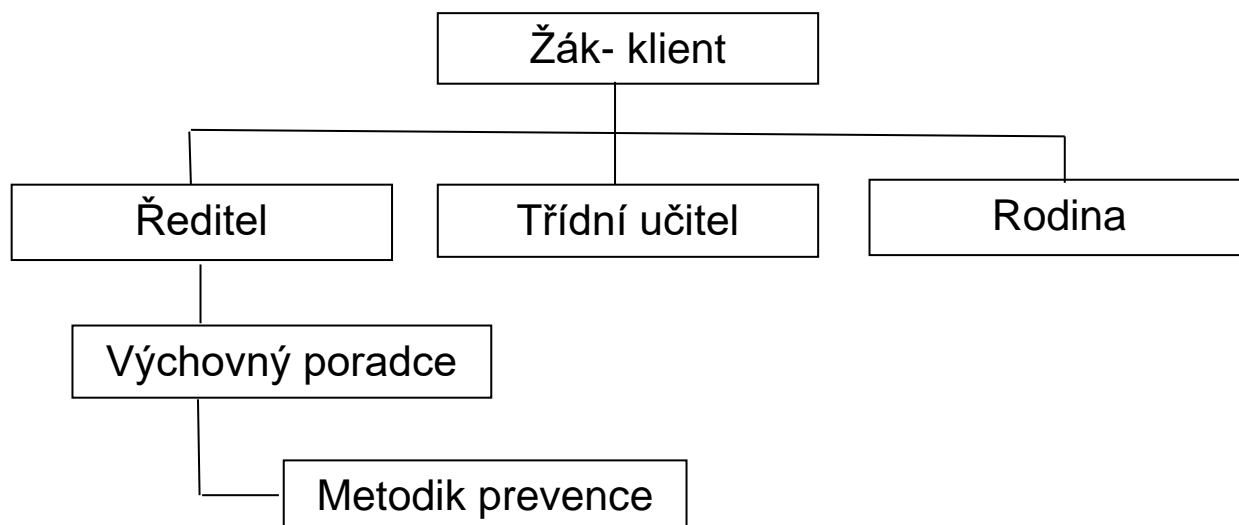 Žák- klient
Ředitel
Třídní učitel
Rodina
Výchovný poradce
Metodik prevence